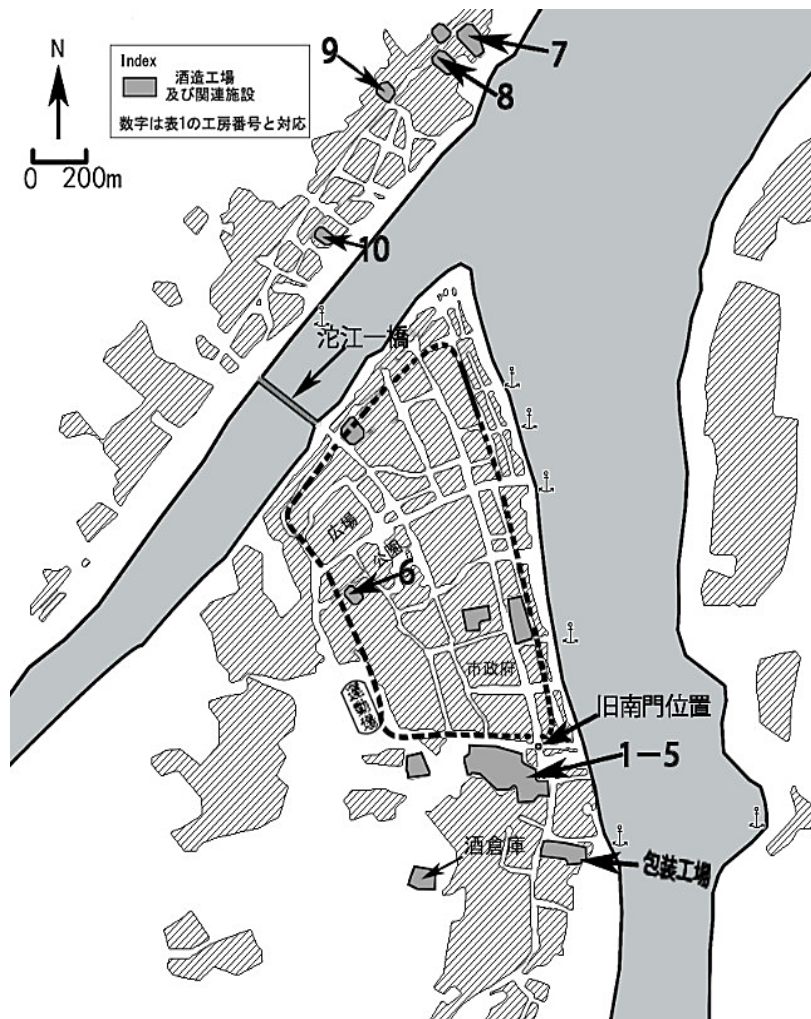 N
0 200m
Index
酒造工場
及び関連施設
数字は表1の工房番号と対応
9
7
8
10
沱江一橋
広場
公園
6
市政府
運動場
旧南門位置
1－5
酒倉庫
包装工場